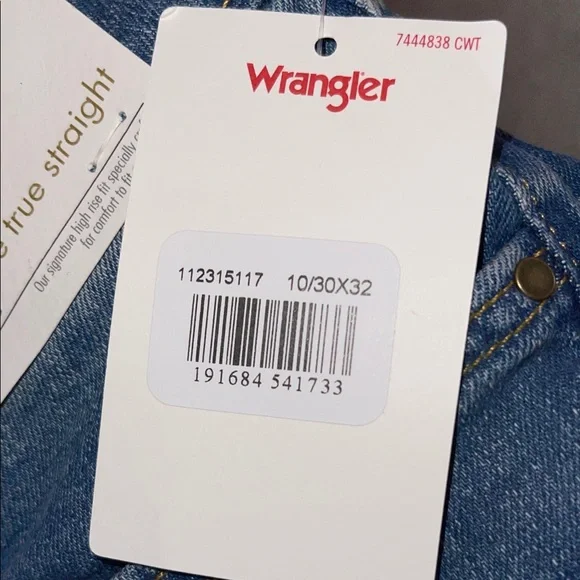 7444838 CWT
Wrangler
112315117 10/30X32
191684 541733
true straight
Our signature high rise fit specially
for comfort to fit